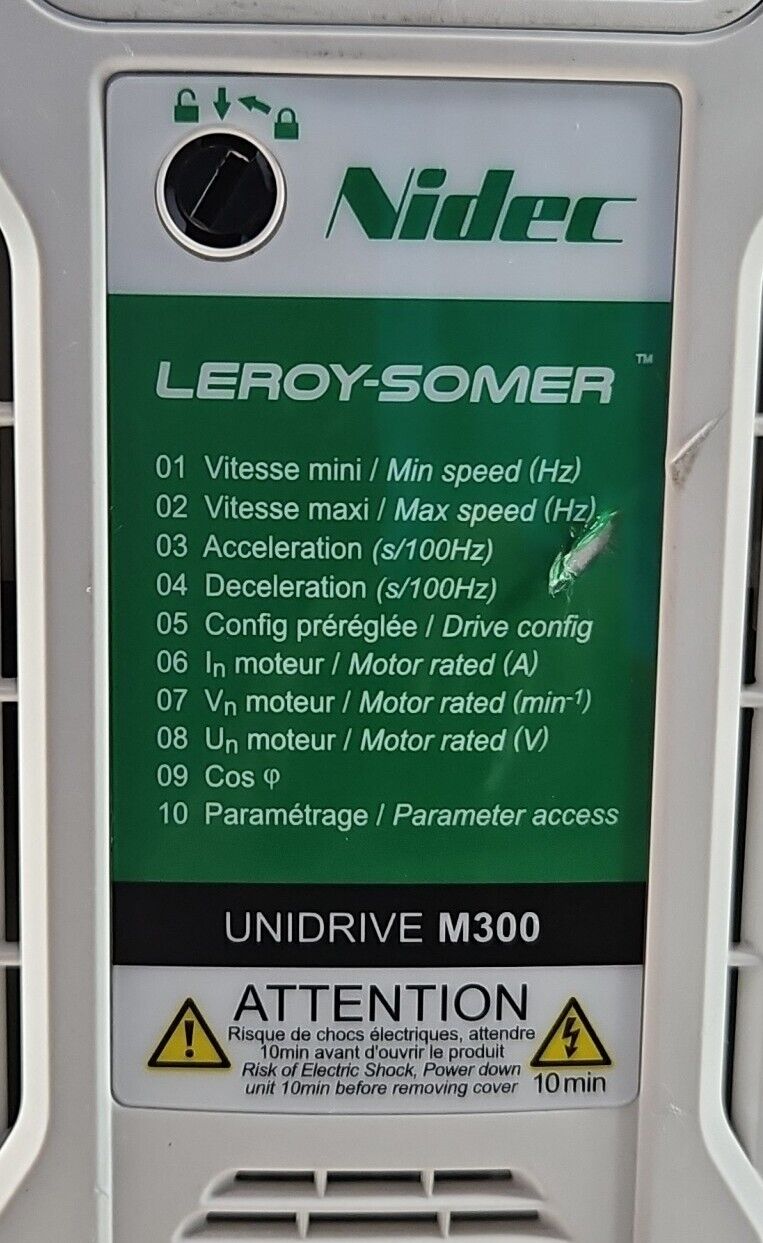 Nidec
LEROY-SOMER™
01 Vitesse mini / Min speed (Hz)
02 Vitesse maxi / Max speed (Hz)
03 Acceleration (s/100Hz)
04 Deceleration (s/100Hz)
05 Config préréglée / Drive config
06 In moteur / Motor rated (A)
07 Vn moteur / Motor rated (min-1)
08 Un moteur / Motor rated (V)
09 Cos φ
10 Paramétrage / Parameter access
UNIDRIVE M300
ATTENTION
Risque de chocs électriques, attendre
10min avant d'ouvrir le produit
Risk of Electric Shock, Power down
unit 10min before removing cover
10min